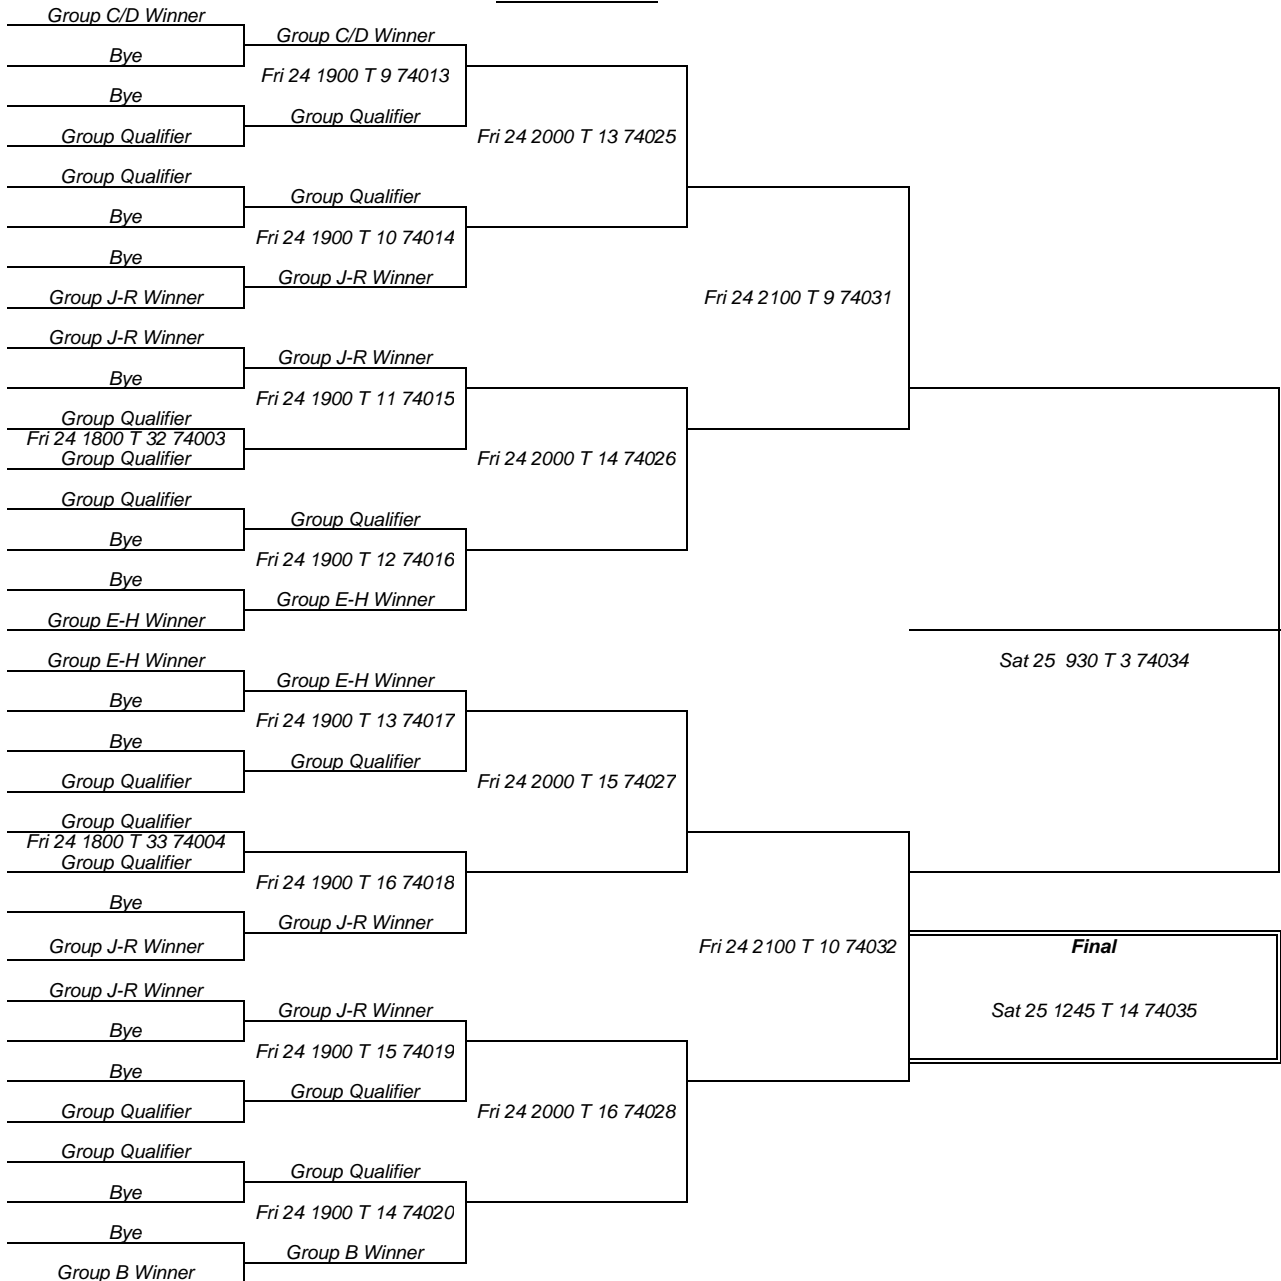 Group C/D Winner
Group C/D Winner
Bye
Fri 24 1900 T 9 74013
Bye
Group Qualifier
Group Qualifier
Fri 24 2000 T 13 74025
Group Qualifier
Group Qualifier
Bye
Fri 24 1900 T 10 74014
Bye
Group J-R Winner
Group J-R Winner
Fri 24 2100 T 9 74031
Group J-R Winner
Group J-R Winner
Bye
Fri 24 1900 T 11 74015
Group Qualifier
Fri 24 1800 T 32 74003
Group Qualifier
Fri 24 2000 T 14 74026
Group Qualifier
Group Qualifier
Bye
Fri 24 1900 T 12 74016
Bye
Group E-H Winner
Group E-H Winner
Group E-H Winner
Sat 25 930 T 3 74034
Group E-H Winner
Bye
Fri 24 1900 T 13 74017
Bye
Group Qualifier
Group Qualifier
Fri 24 2000 T 15 74027
Group Qualifier
Fri 24 1800 T 33 74004
Group Qualifier
Fri 24 1900 T 16 74018
Bye
Group J-R Winner
Group J-R Winner
Fri 24 2100 T 10 74032
Final
Group J-R Winner
Group J-R Winner
Sat 25 1245 T 14 74035
Bye
Fri 24 1900 T 15 74019
Bye
Group Qualifier
Group Qualifier
Fri 24 2000 T 16 74028
Group Qualifier
Group Qualifier
Bye
Fri 24 1900 T 14 74020
Bye
Group B Winner
Group B Winner